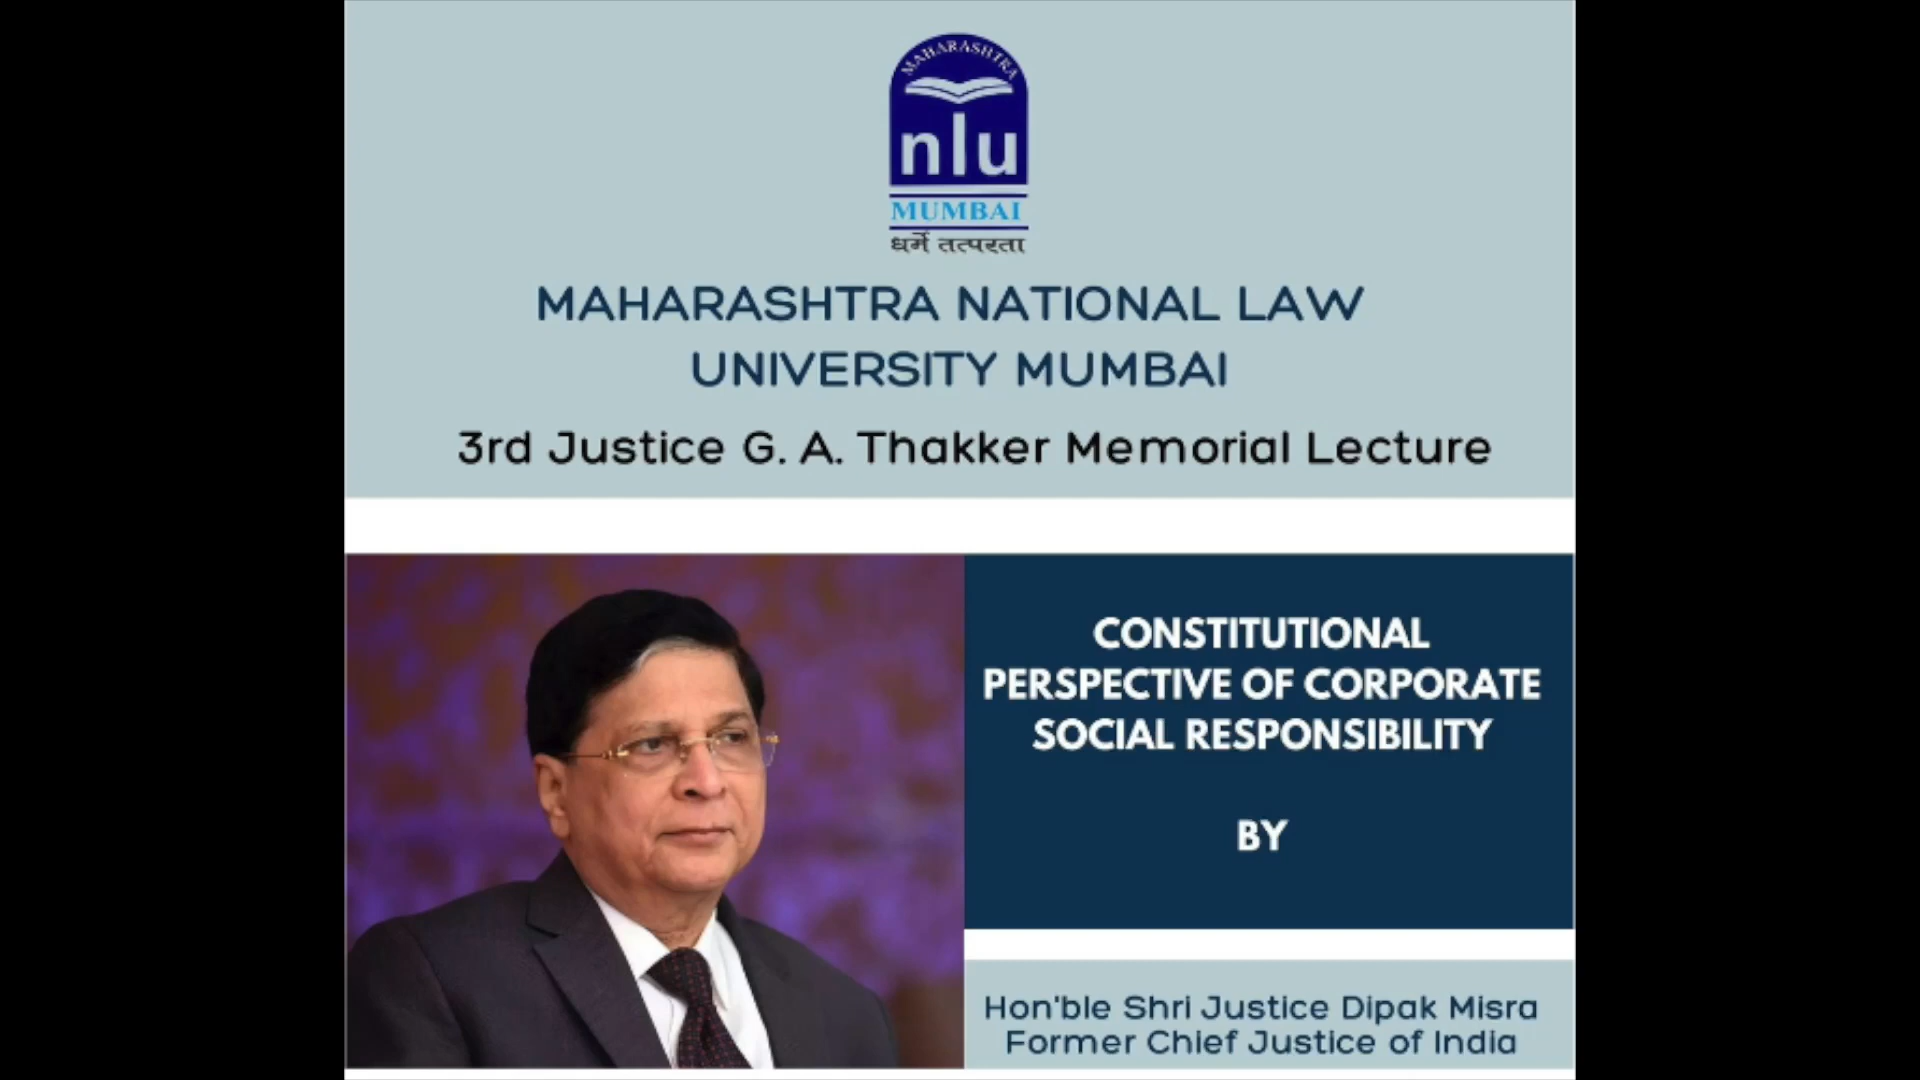 MAHARASHTRA
nlu
MUMBAI
धर्मे तत्परता
MAHARASHTRA NATIONAL LAW
UNIVERSITY MUMBAI
3rd Justice G. A. Thakker Memorial Lecture
CONSTITUTIONAL
PERSPECTIVE OF CORPORATE
SOCIAL RESPONSIBILITY
BY
Hon'ble Shri Justice Dipak Misra
Former Chief Justice of India